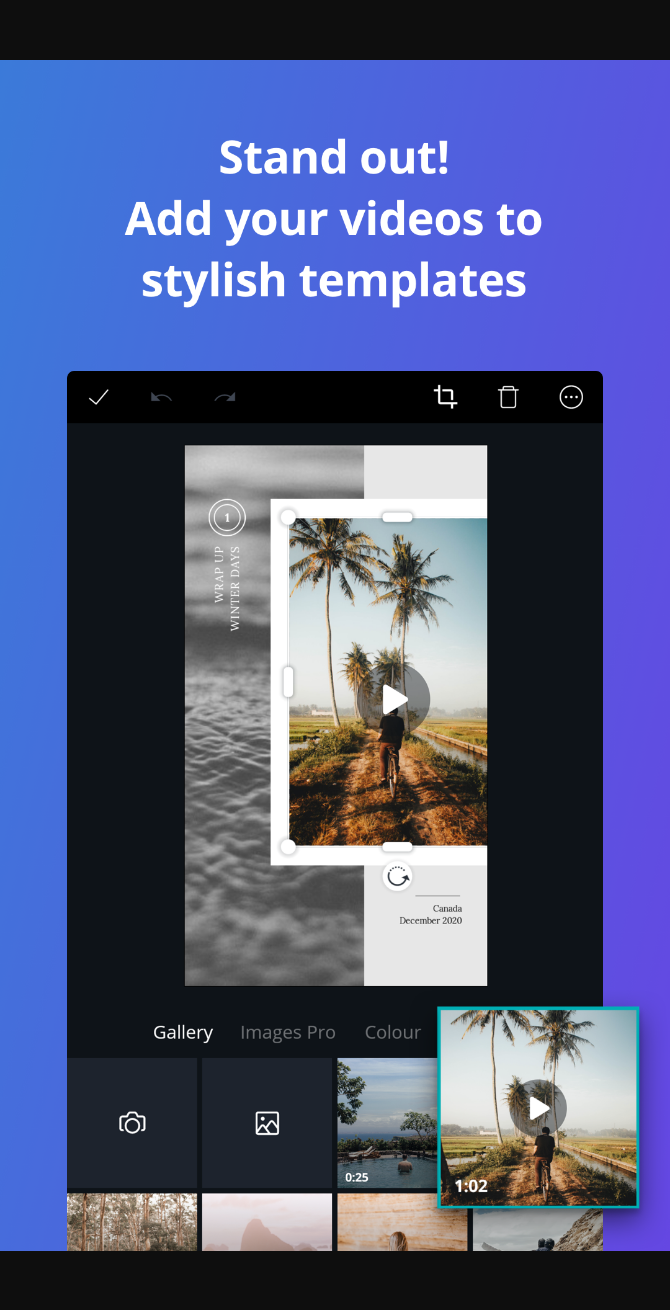 Stand out!
Add your videos to
stylish templates
1
WRAP UP
WINTER DAYS
Canada
December 2020
Gallery
Images Pro
Colour
0:25
1:02